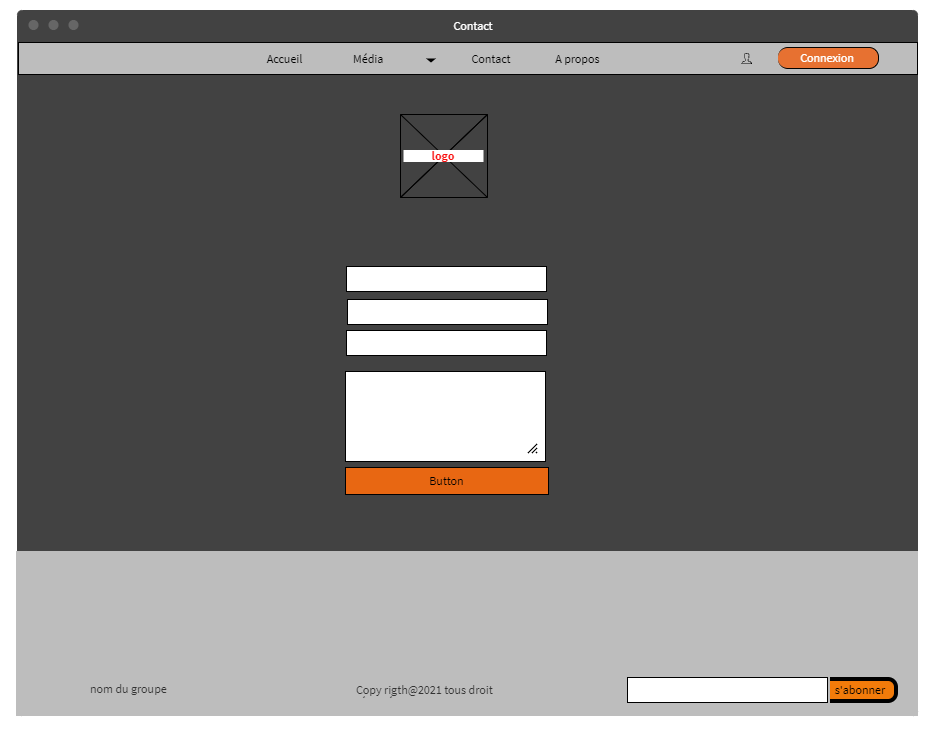 Contact
Accueil Média Contact A propos Connexion
logo
Button
nom du groupe Copy rigth@2021 tous droit s'abonner